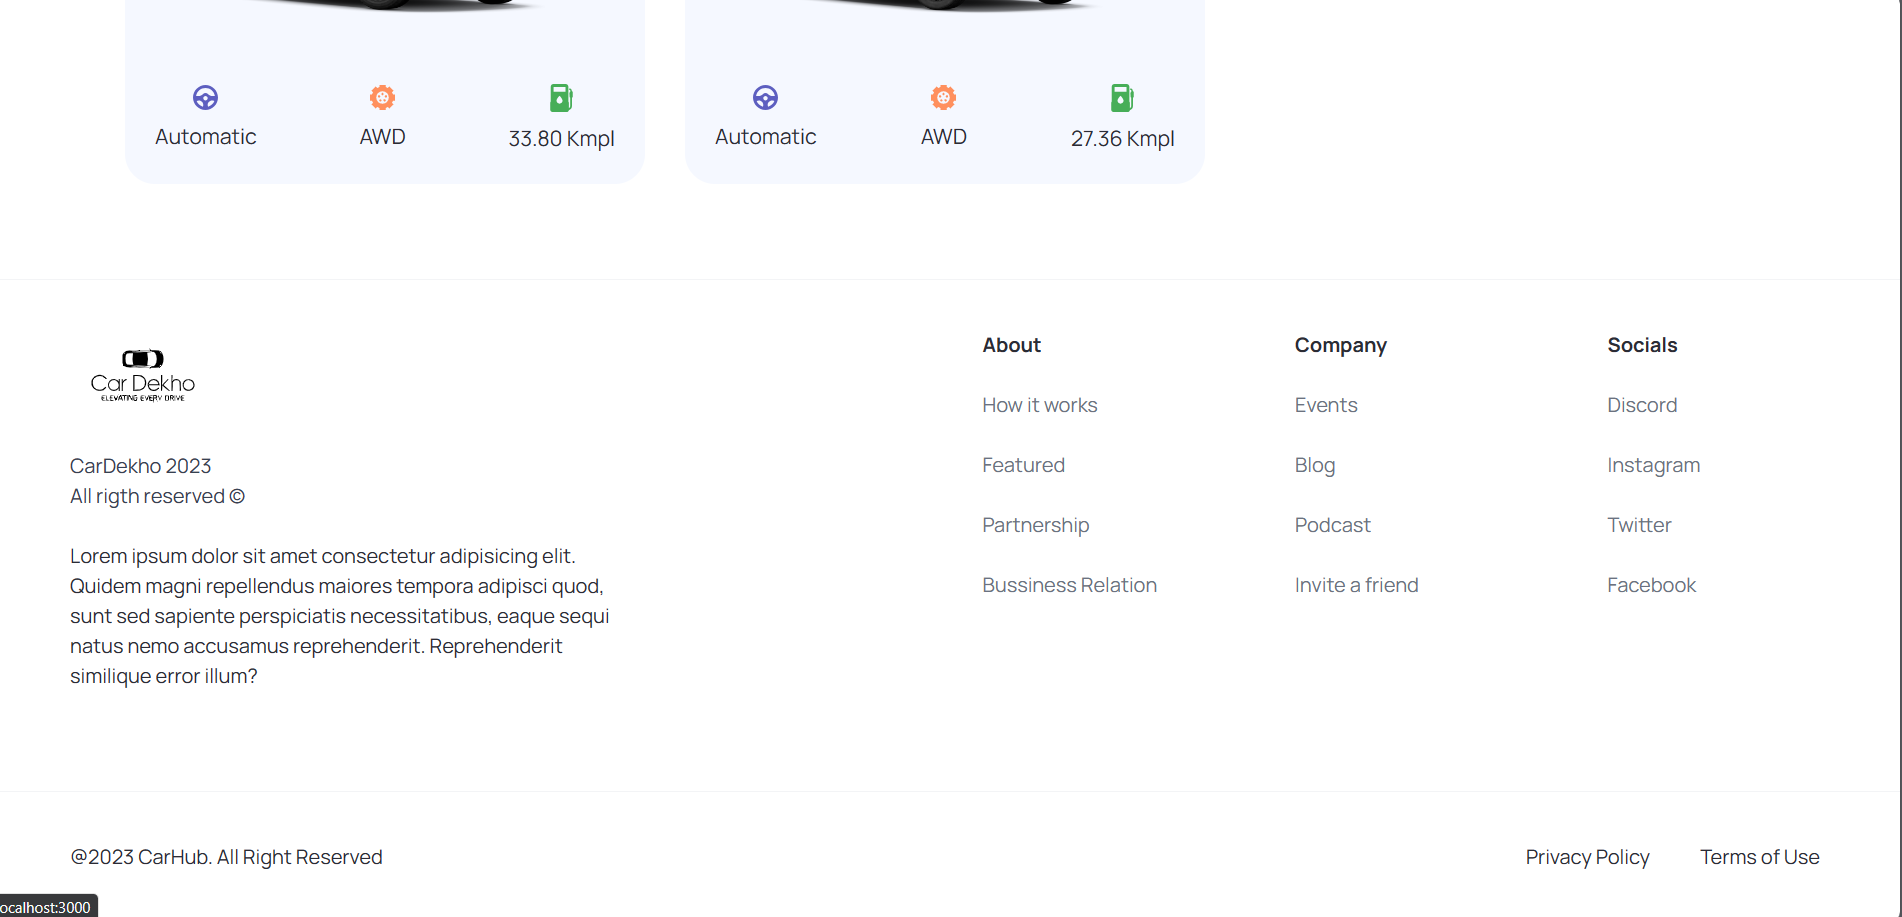 Automatic AWD 33.80 Kmpl
Automatic AWD 27.36 Kmpl
Car Dekho
ELEVATING EVERY DRIVE
CarDekho 2023
All rigth reserved ©
Lorem ipsum dolor sit amet consectetur adipisicing elit.
Quidem magni repellendus maiores tempora adipisci quod,
sunt sed sapiente perspiciatis necessitatibus, eaque sequi
natus nemo accusamus reprehenderit. Reprehenderit
similique error illum?
About
How it works
Featured
Partnership
Bussiness Relation
Company
Events
Blog
Podcast
Invite a friend
Socials
Discord
Instagram
Twitter
Facebook
@2023 CarHub. All Right Reserved
Privacy Policy
Terms of Use
ocalhost:3000